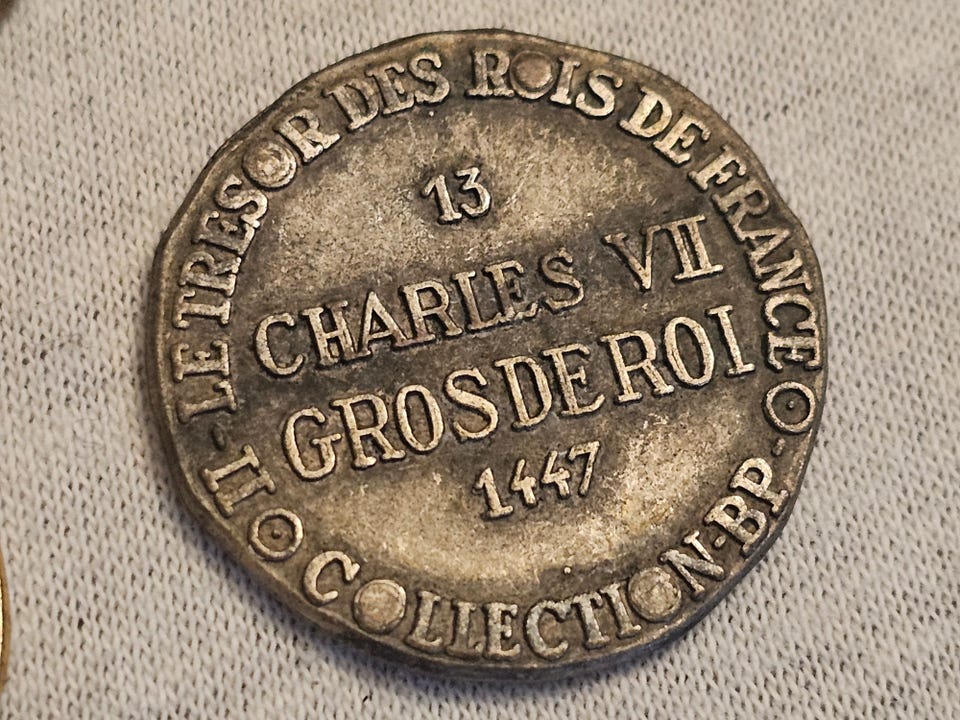 II · LE TRESOR DES ROIS DE FRANCE
13
CHARLES VII
GROS DE ROI
1447
COLLECTION · BP ·